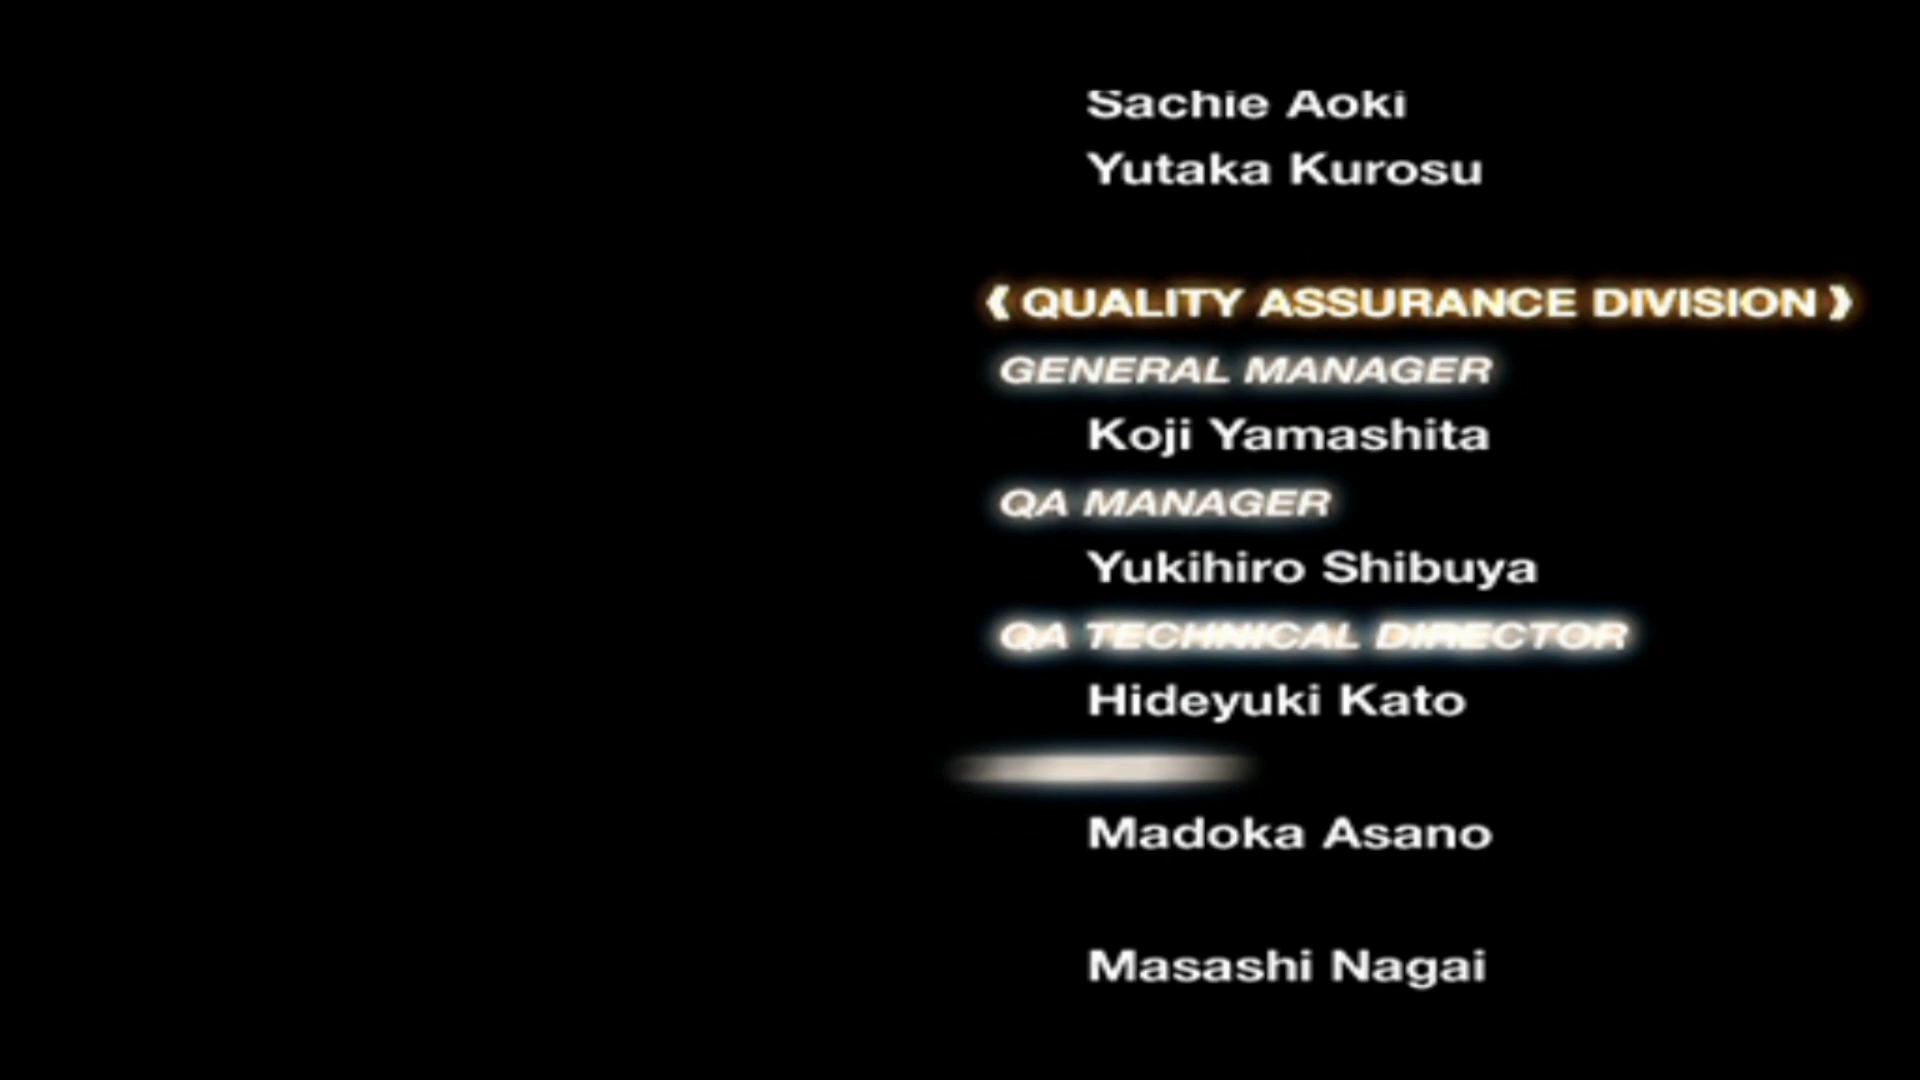 Sachie Aoki
Yutaka Kurosu
❰ QUALITY ASSURANCE DIVISION ❱
GENERAL MANAGER
Koji Yamashita
QA MANAGER
Yukihiro Shibuya
QA TECHNICAL DIRECTOR
Hideyuki Kato
Madoka Asano
Masashi Nagai